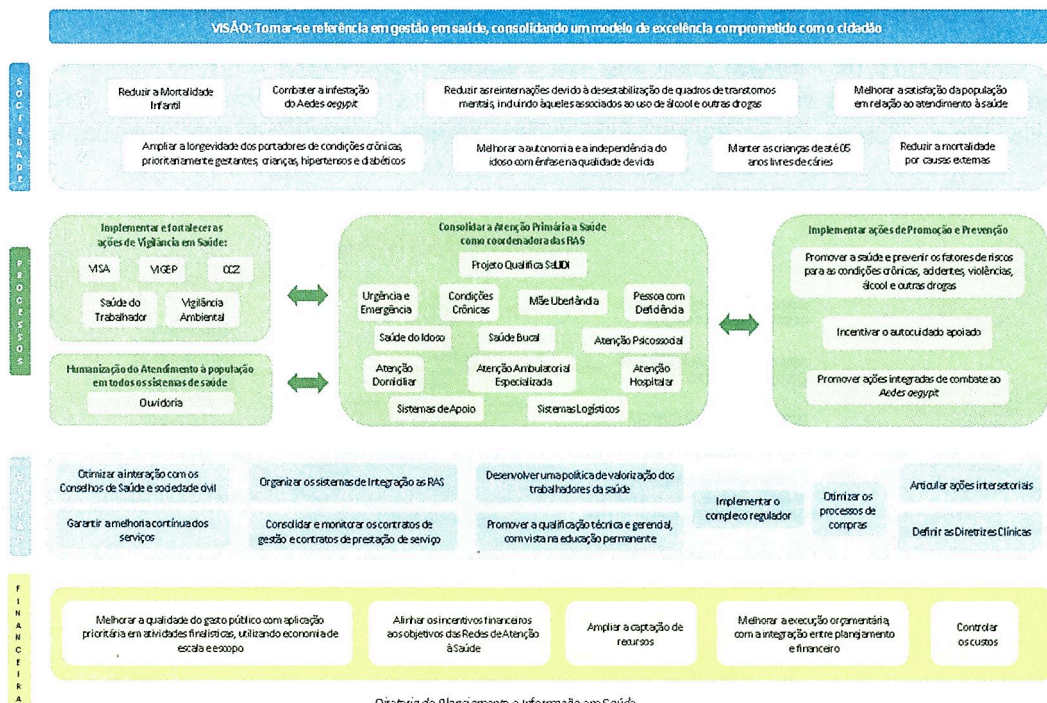 VISÃO: Tornar-se referência em gestão em saúde, consolidando um modelo de excelência comprometido com o cidadão
SOCIEDADE
Reduzir a Mortalidade
Infantil
Combater a infestação
do Aedes aegypit
Reduzir as reinternações devido à desestabilização de quadros de transtornos
mentais, incluindo àqueles associados ao uso de álcool e outras drogas
Melhorar a satisfação da população
em relação ao atendimento à saúde
Ampliar a longevidade dos portadores de condições crônicas,
prioritariamente gestantes, crianças, hipertensos e diabéticos
Melhorar a autonomia e a independência do
idoso com ênfase na qualidade de vida
Manter as crianças de até 05
anos livres de cáries
Reduzir a mortalidade
por causas externas
PROCESSOS
Implementar e fortalecer as
ações de Vigilância em Saúde:
VISA
VIGEP
CCZ
Saúde do
Trabalhador
Vigilância
Ambiental
Humanização do Atendimento à população
em todos os sistemas de saúde
Ouvidoria
Consolidar a Atenção Primária a Saúde
como coordenadora das RAS
Projeto Qualifica SaUDI
Urgência e
Emergência
Condições
Crônicas
Mãe Uberlândia
Pessoa com
Deficiência
Saúde do Idoso
Saúde Bucal
Atenção Psicossocial
Atenção
Domiciliar
Atenção Ambulatorial
Especializada
Atenção
Hospitalar
Sistemas de Apoio
Sistemas Logísticos
Implementar ações de Promoção e Prevenção
Promover a saúde e prevenir os fatores de riscos
para as condições crônicas, acidentes, violências,
álcool e outras drogas
Incentivar o autocuidado apoiado
Promover ações integradas de combate ao
Aedes aegypit
Otimizar a interação com os
Conselhos de Saúde e sociedade civil
Organizar os sistemas de Integração as RAS
Desenvolver uma política de valorização dos
trabalhadores da saúde
Implementar o
complexo regulador
Otimizar os
processos de
compras
Articular ações intersetoriais
Garantir a melhoria contínua dos
serviços
Consolidar e monitorar os contratos de
gestão e contratos de prestação de serviço
Promover a qualificação técnica e gerencial,
com vista na educação permanente
Definir as Diretrizes Clínicas
FINANCEIRA
Melhorar a qualidade do gasto público com aplicação
prioritária em atividades finalísticas, utilizando economia de
escala e escopo
Alinhar os incentivos financeiros
aos objetivos das Redes de Atenção
à Saúde
Ampliar a captação de
recursos
Melhorar a execução orçamentária,
com a integração entre planejamento
e financeiro
Controlar
os custos
Diretoria de Planejamento e Informação em Saúde